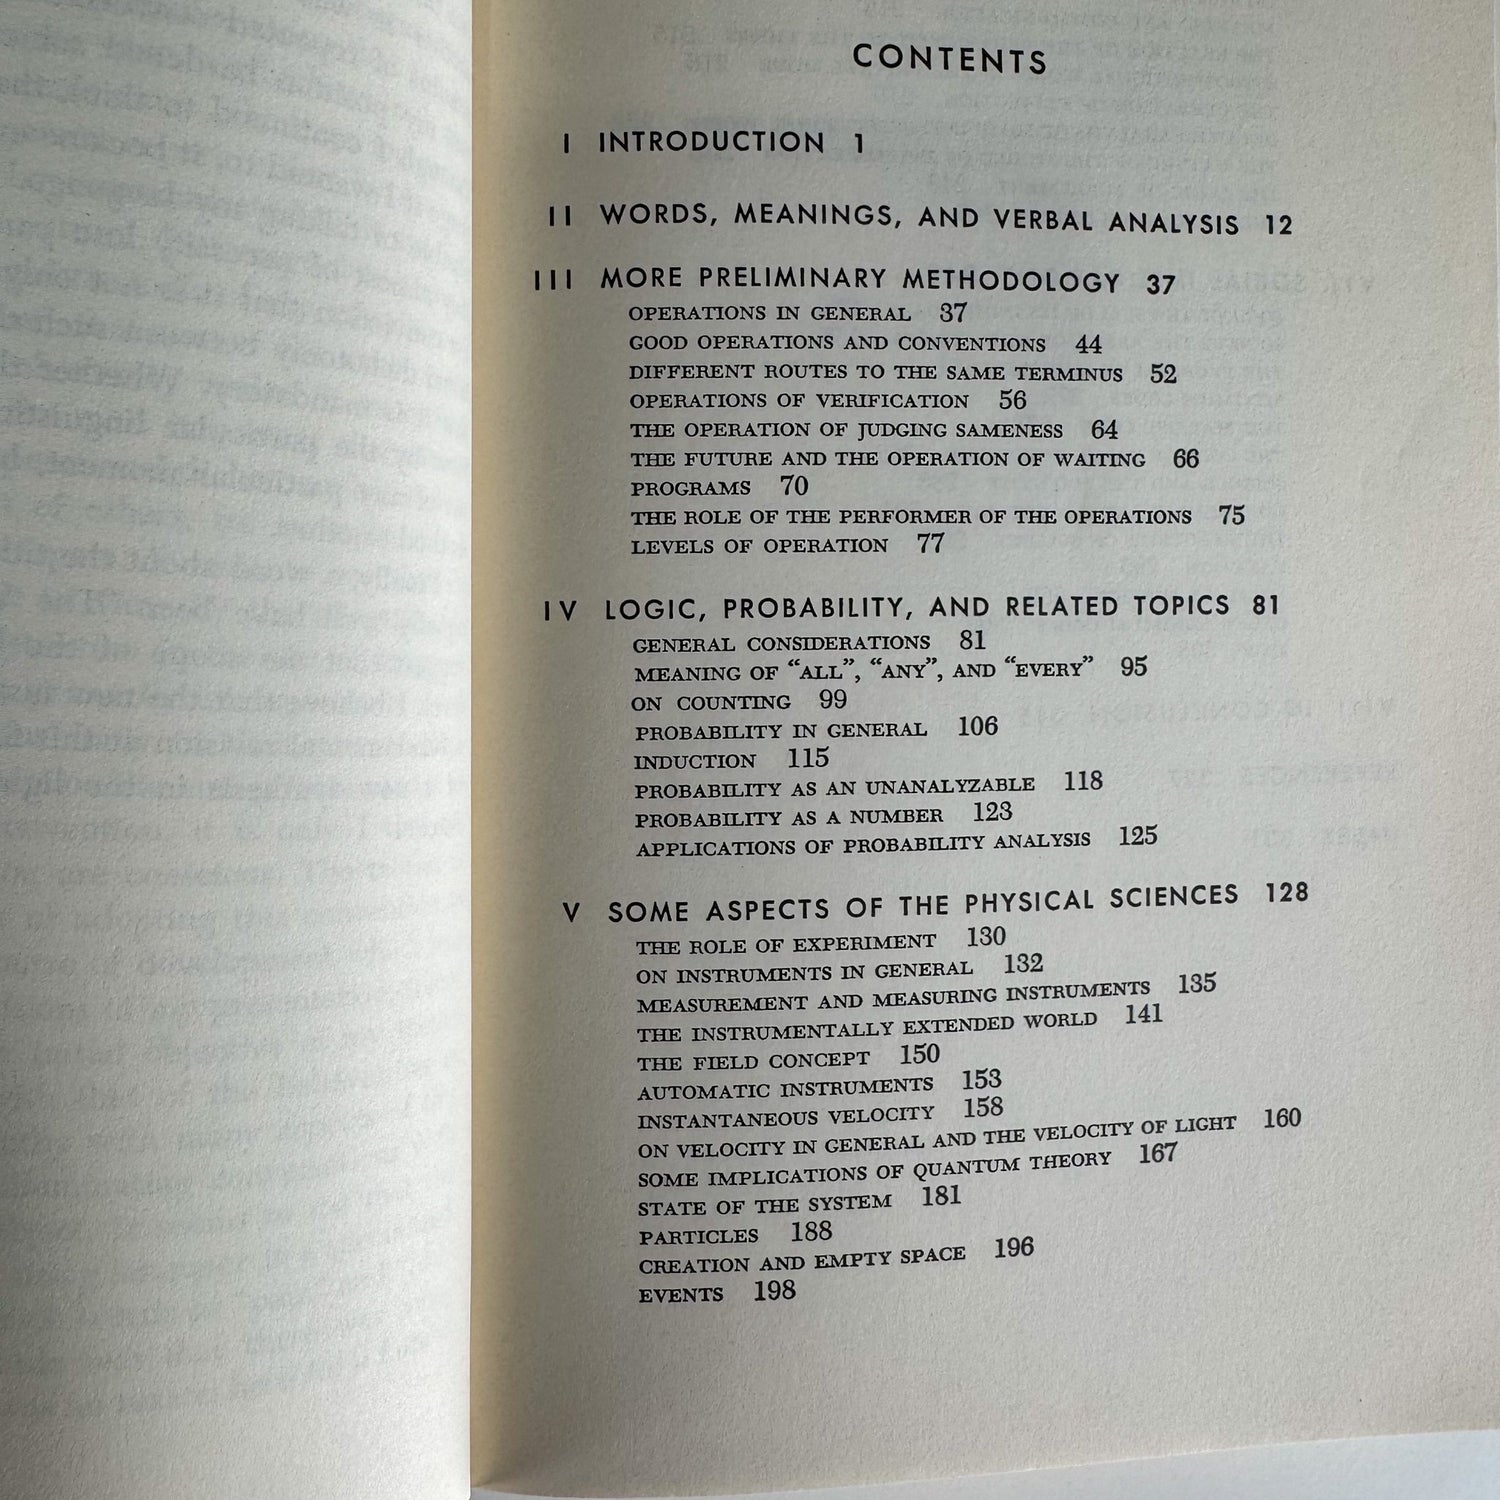 CONTENTS
I INTRODUCTION 1
II WORDS, MEANINGS, AND VERBAL ANALYSIS 12
III MORE PRELIMINARY METHODOLOGY 37
OPERATIONS IN GENERAL 37
GOOD OPERATIONS AND CONVENTIONS 44
DIFFERENT ROUTES TO THE SAME TERMINUS 52
OPERATIONS OF VERIFICATION 56
THE OPERATION OF JUDGING SAMENESS 64
THE FUTURE AND THE OPERATION OF WAITING 66
PROGRAMS 70
THE ROLE OF THE PERFORMER OF THE OPERATIONS 75
LEVELS OF OPERATION 77
IV LOGIC, PROBABILITY, AND RELATED TOPICS 81
GENERAL CONSIDERATIONS 81
MEANING OF “ALL”, “ANY”, AND “EVERY” 95
ON COUNTING 99
PROBABILITY IN GENERAL 106
INDUCTION 115
PROBABILITY AS AN UNANALYZABLE 118
PROBABILITY AS A NUMBER 123
APPLICATIONS OF PROBABILITY ANALYSIS 125
V SOME ASPECTS OF THE PHYSICAL SCIENCES 128
THE ROLE OF EXPERIMENT 130
ON INSTRUMENTS IN GENERAL 132
MEASUREMENT AND MEASURING INSTRUMENTS 135
THE INSTRUMENTALLY EXTENDED WORLD 141
THE FIELD CONCEPT 150
AUTOMATIC INSTRUMENTS 153
INSTANTANEOUS VELOCITY 158
ON VELOCITY IN GENERAL AND THE VELOCITY OF LIGHT 160
SOME IMPLICATIONS OF QUANTUM THEORY 167
STATE OF THE SYSTEM 181
PARTICLES 188
CREATION AND EMPTY SPACE 196
EVENTS 198